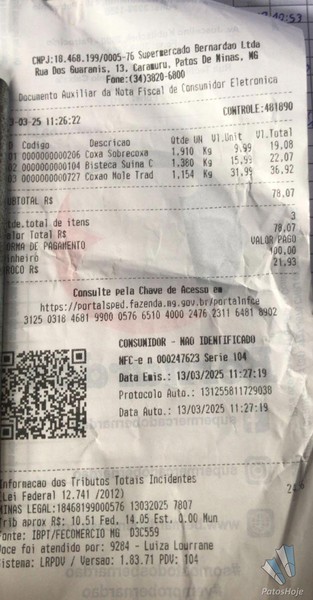 CNPJ:18.468.199/0005-76 Supermercado Bernardao Ltda
Rua Dos Guaranis, 13, Caramuru, Patos De Minas, MG
Fone:(34)3820-6800
Documento Auxiliar da Nota Fiscal de Consumidor Eletronica
3-03-25 11:26:22 CONTROLE:481890
Codigo Descricao Qtde UN Vl.Unit Vl.Total
01 0000000000206 Coxa Sobrecoxa 1.910 Kg 9.99 19.08
02 0000000000104 Bisteca Suina C 1.380 Kg 15.99 22.07
03 0000000000727 Coxao Nole Trad 1.154 Kg 31.99 36,92
SUBTOTAL R$ 78,07
tde.total de itens 3
Valor Total R$ 78,07
FORMA DE PAGAMENTO VALOR PAGO
inheiro 100.00
TROCO R$ 21.93
Consulte pela Chave de Acesso em
https://portalsped.fazenda.mg.gov.br/portalnfce
3125 0318 4681 9900 0576 6510 4000 2476 2311 6481 8902
CONSUMIDOR - NAO IDENTIFICADO
NFC-e n 000247623 Serie 104
Data Emis.: 13/03/2025 11:27:19
Protocolo Auto.: 131255811729038
Data Auto.: 13/03/2025 11:27:19
Informacao dos Tributos Totais Incidentes
(Lei Federal 12.741 /2012)
MINAS LEGAL:18468199000576 13032025 7807
Trib aprox R$: 10.51 Fed, 14.05 Est, 0.00 Mun
Fonte: IBPT/FECOMERCIO MG D3C559
Voce foi atendido por: 9284 - Luiza Lourrane
Sistema: LRPDV / Versao: 1.83.71 PDV: 104
PatosHoje